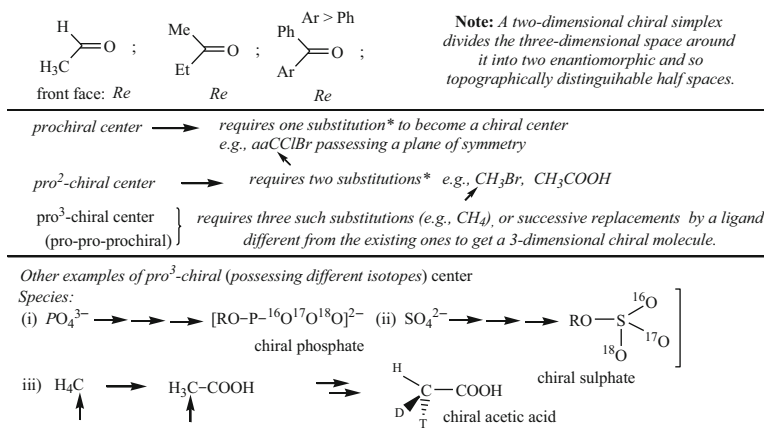 H
H₃C
O ;
Me
Et
O ;
Ph
Ar
O ;
Ar > Ph
front face: Re
Re
Re
Note: A two-dimensional chiral simplex
divides the three-dimensional space around
it into two enantiomorphic and so
topographically distinguihable half spaces.
prochiral center → requires one substitution* to become a chiral center
e.g., aaCClBr passessing a plane of symmetry
pro²-chiral center → requires two substitutions* e.g., CH₃Br, CH₃COOH
pro³-chiral center } requires three such substitutions (e.g., CH₄), or successive replacements by a ligand
(pro-pro-prochiral) different from the existing ones to get a 3-dimensional chiral molecule.
Other examples of pro³-chiral (possessing different isotopes) center
Species:
(i) PO₄³⁻ → → → → [RO–P–¹⁶O¹⁷O¹⁸O]²⁻
chiral phosphate
(ii) SO₄²⁻ → → → →
RO–S ¹⁶O ¹⁷O ¹⁸O
chiral sulphate
iii) H₄C → H₃C–COOH → →
H
C–COOH
D
T
chiral acetic acid